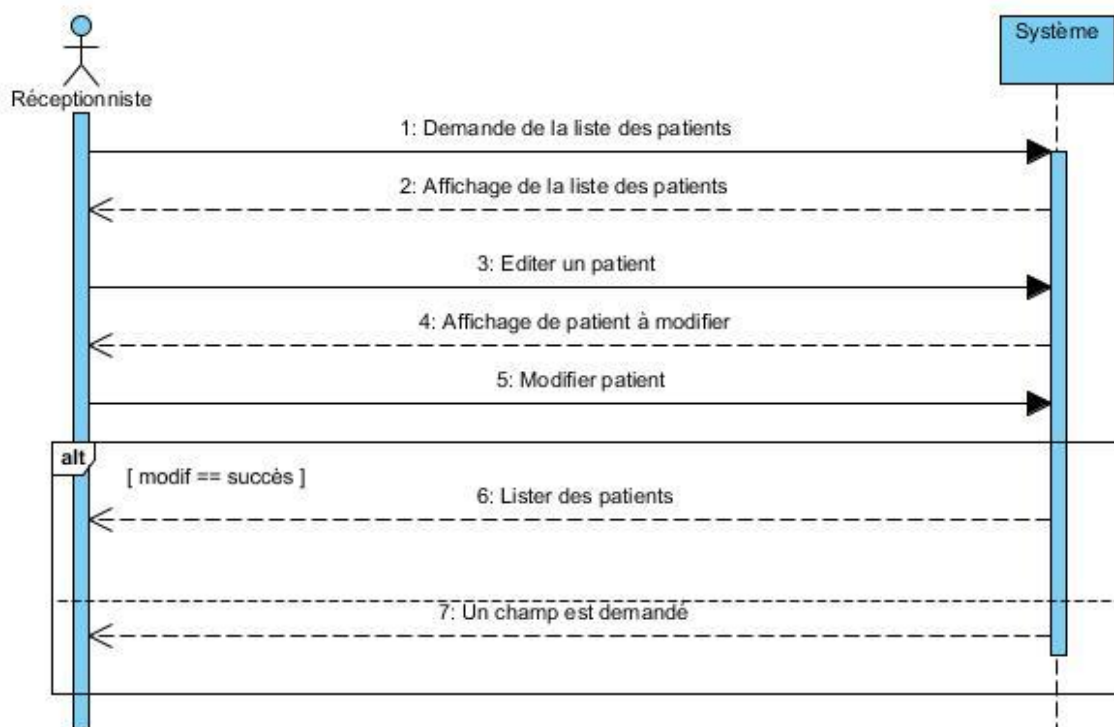 Système
Réceptionniste
1: Demande de la liste des patients
2: Affichage de la liste des patients
3: Editer un patient
4: Affichage de patient à modifier
5: Modifier patient
alt
[ modif == succès ]
6: Lister des patients
7: Un champ est demandé